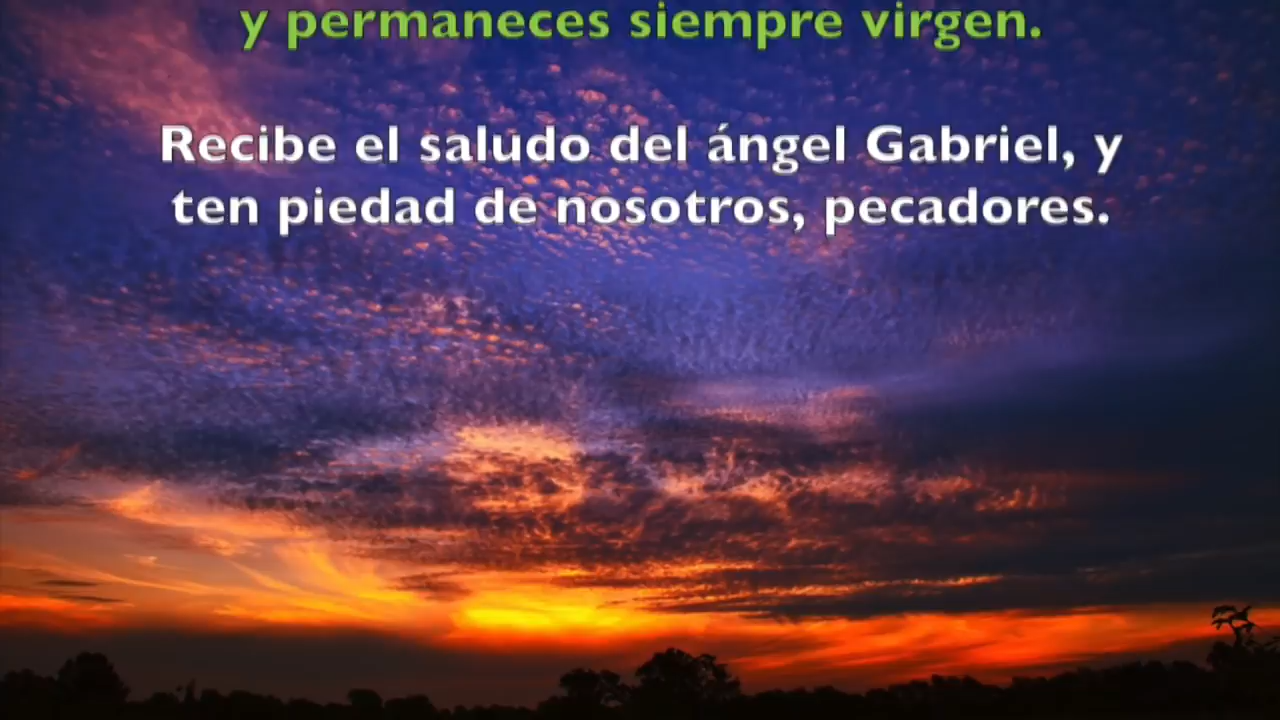 y permaneces siempre virgen.
Recibe el saludo del ángel Gabriel, y
ten piedad de nosotros, pecadores.